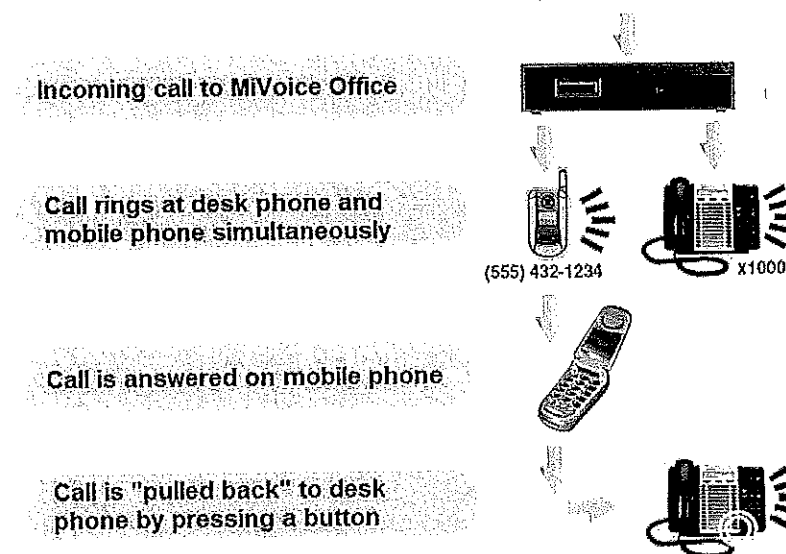 Incoming call to MiVoice Office
Call rings at desk phone and
mobile phone simultaneously
(555) 432-1234
x1000
Call is answered on mobile phone
Call is "pulled back" to desk
phone by pressing a button